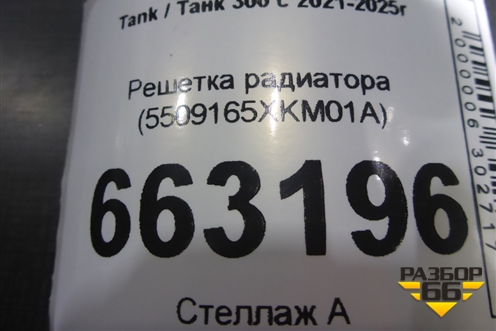 Tank / Танк 300 с 2021-2025г
Решетка радиатора
(5509165XKM01A)
663196
Стеллаж А
РАЗБОР
66